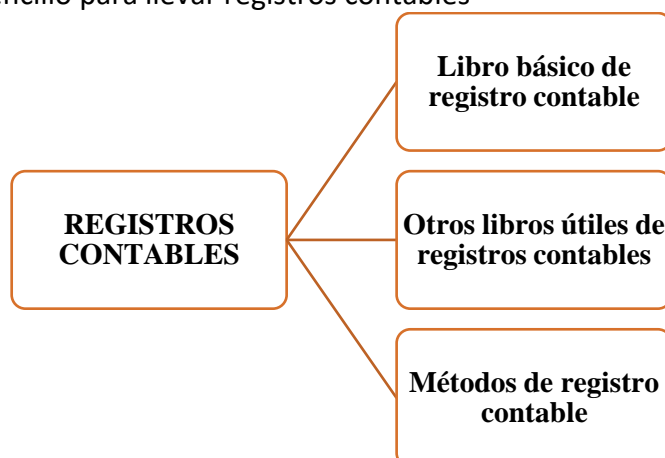 para llevar registros contables
Libro básico de
registro contable
REGISTROS
CONTABLES
Otros libros útiles de
registros contables
Métodos de registro
contable